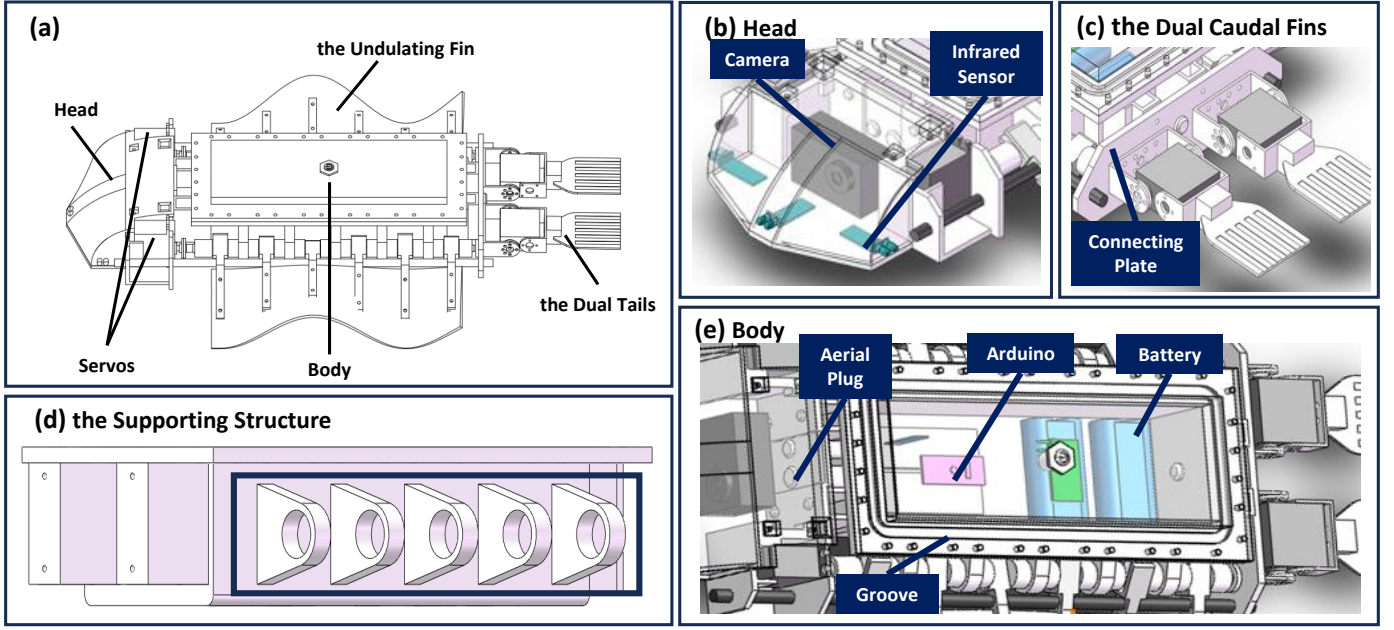 (a)
the Undulating Fin
Head
Servos
Body
the Dual Tails
(b) Head
Camera
Infrared
Sensor
(c) the Dual Caudal Fins
Connecting
Plate
(d) the Supporting Structure
(e) Body
Aerial
Plug
Arduino
Battery
Groove